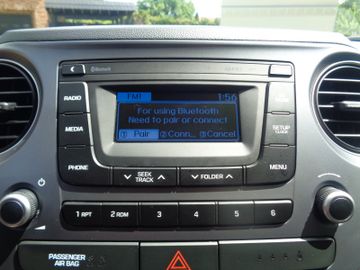 Bluetooth
RADIO
FM1
1:56
For using Bluetooth
Need to pair or connect
1 Pair 2 Conn... 3 Cancel
MEDIA
SETUP
CLOCK
PHONE
SEEK
TRACK
FOLDER
MENU
1 RPT
2 RDM
3
4
5
6
PASSENGER
AIR BAG